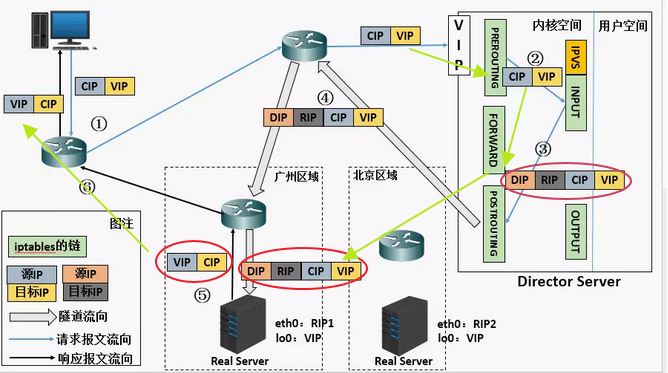 内核空间 用户空间
VIP
PREROUTING
IPVS
INPUT
FORWARD
POSTROUTING
OUTPUT
Director Server
CIP VIP
② CIP VIP
③
DIP RIP CIP VIP
④
DIP RIP CIP VIP
CIP VIP
VIP CIP
①
⑥
广州区域
北京区域
VIP CIP
⑤
DIP RIP CIP VIP
eth0：RIP1
lo0：VIP
Real Server
eth0：RIP2
lo0：VIP
Real Server
图注
iptables的链
源IP 源IP
目标IP 目标IP
隧道流向
请求报文流向
响应报文流向